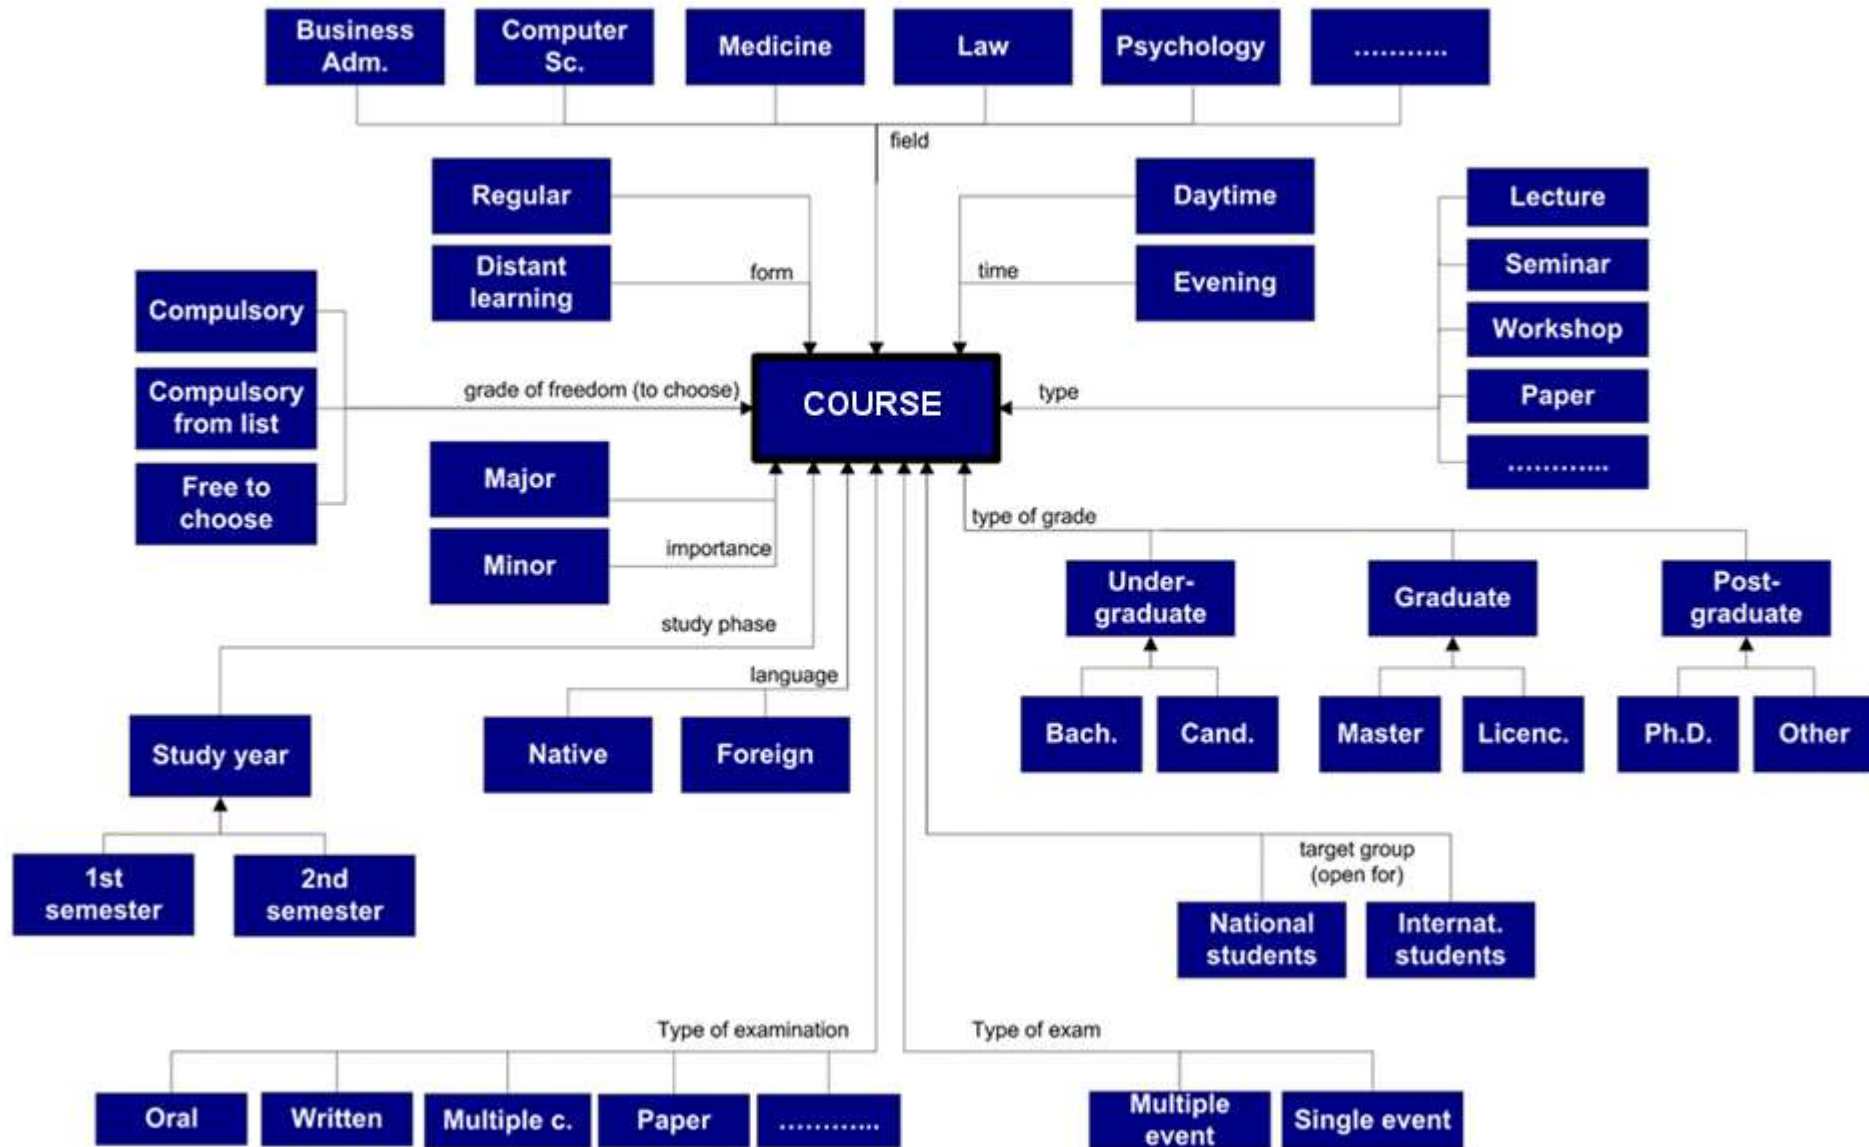 Business
Adm.
Computer
Sc.
Medicine
Law
Psychology
………..
field
Regular
Distant
learning
form
Daytime
Evening
time
Lecture
Seminar
Workshop
Paper
…………
type
Compulsory
Compulsory
from list
Free to
choose
grade of freedom (to choose)
COURSE
Major
Minor
importance
type of grade
Under-
graduate
Graduate
Post-
graduate
Bach.
Cand.
Master
Licenc.
Ph.D.
Other
study phase
Study year
1st
semester
2nd
semester
language
Native
Foreign
target group
(open for)
National
students
Internat.
students
Type of examination
Oral
Written
Multiple c.
Paper
…………
Type of exam
Multiple
event
Single event